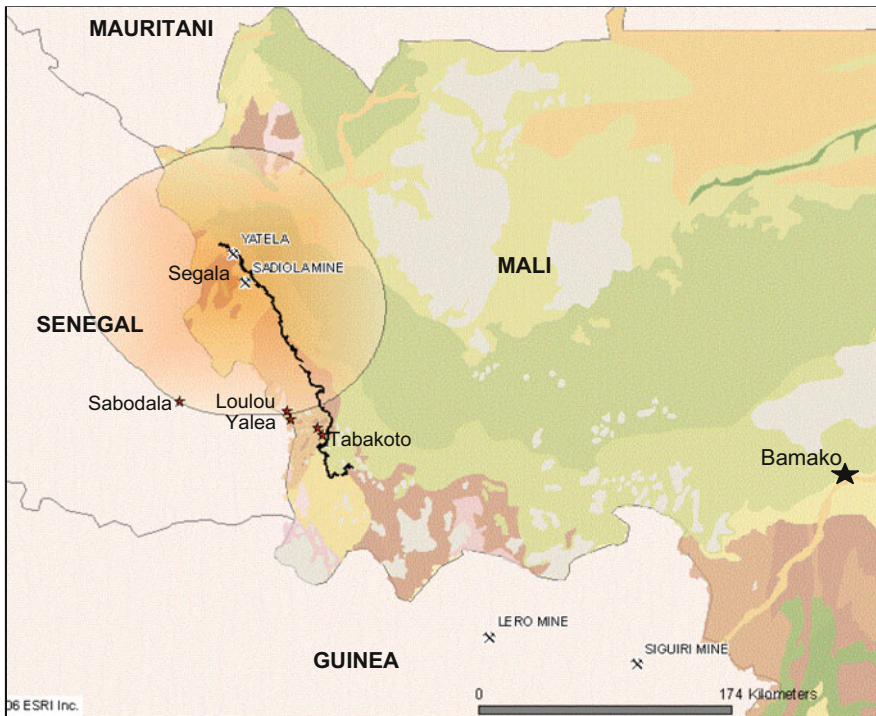 MAURITANI
YATELA
Segala
SADIOLAMINE
MALI
SENEGAL
Sabodala
Loulou
Yalea
Tabakoto
Bamako
LERO MINE
GUINEA
SIGUIRI MINE
0
174 Kilometers
06 ESRI Inc.